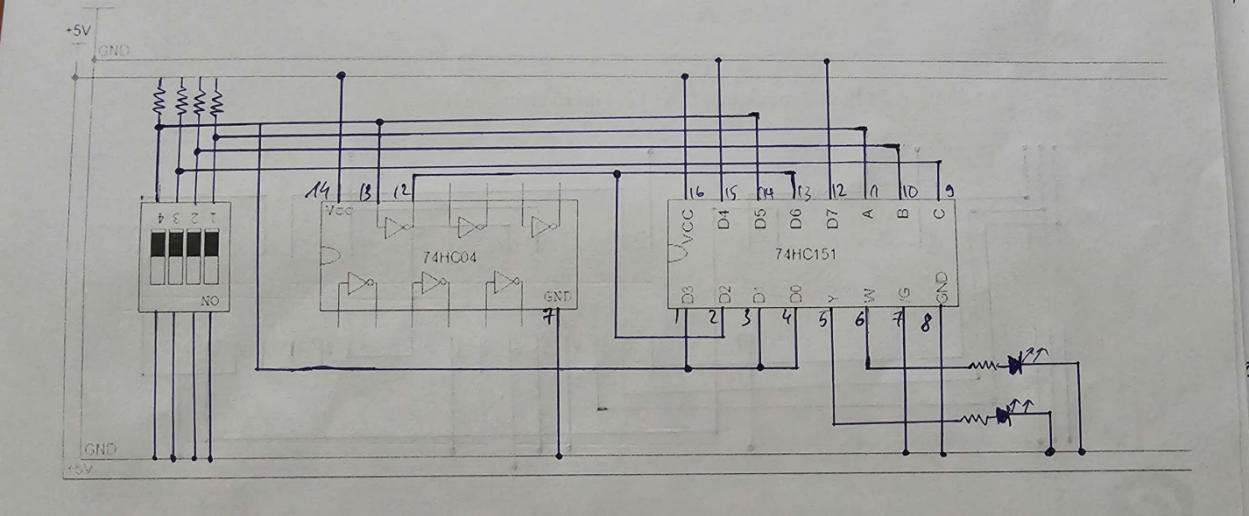 +5V
GND
14 13 12 16 15 14 13 12 11 10 9
4 3 2 1
Vcc
VCC D4 D5 D6 D7 A B C
74HC04
74HC151
ON
GND
D3 D2 D1 D0 Y W /G GND
7
1 2 3 4 5 6 7 8
GND
+5V